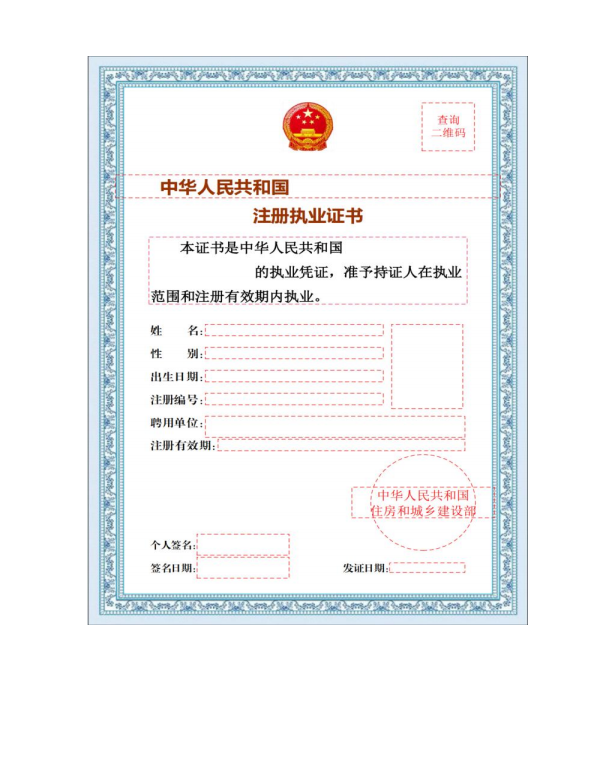 查询
二维码
中华人民共和国
注册执业证书
本证书是中华人民共和国
的执业凭证，准予持证人在执业
范围和注册有效期内执业。
姓　　名：
性　　别：
出生日期：
注册编号：
聘用单位：
注册有效期：
中华人民共和国
住房和城乡建设部
个人签名：
签名日期：
发证日期：